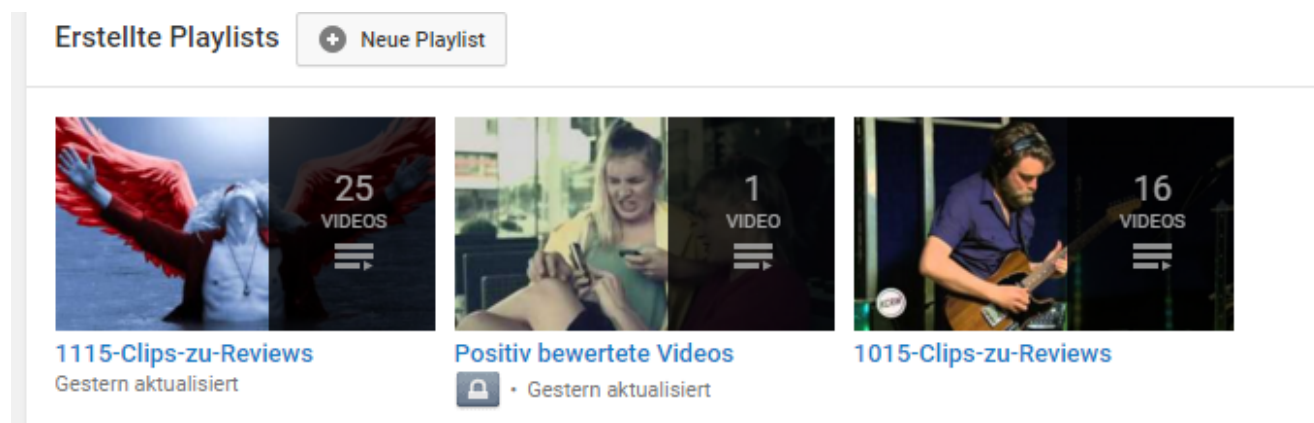 Erstellte Playlists
Neue Playlist
25
VIDEOS
1
VIDEO
16
VIDEOS
KCRW
1115-Clips-zu-Reviews
Positiv bewertete Videos
1015-Clips-zu-Reviews
Gestern aktualisiert
• Gestern aktualisiert